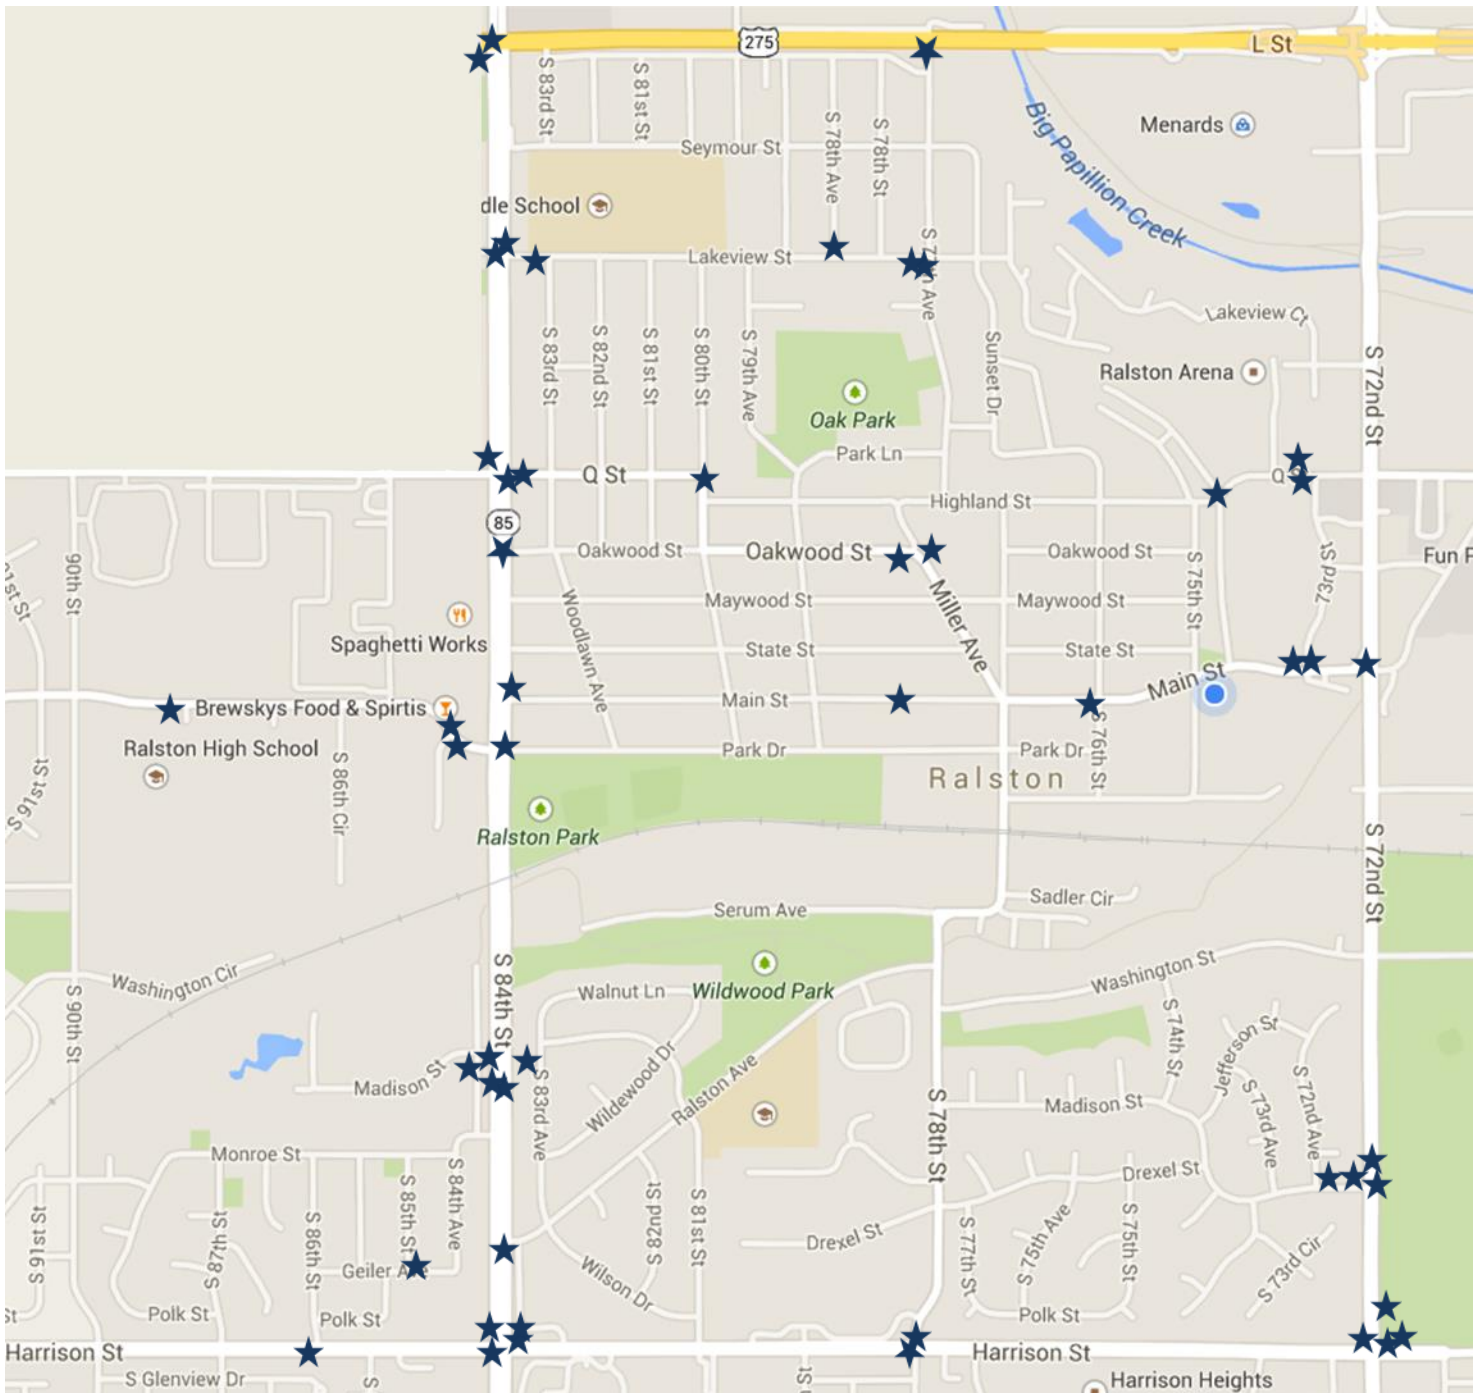 275
L St
S 83rd St
S 81st St
S 78th Ave
S 78th St
Big Papillion Creek
Menards
Seymour St
dle School
Lakeview St
S 77th Ave
Lakeview Ct
S 83rd St
S 82nd St
S 81st St
S 80th St
S 79th Ave
Sunset Dr
Ralston Arena
S 72nd St
Oak Park
Park Ln
Q St
Highland St
85
Oakwood St
Oakwood St
Oakwood St
Fun
90th St
91st St
Woodlawn Ave
Maywood St
Miller Ave
Maywood St
S 75th St
73rd St
Spaghetti Works
State St
State St
Main St
Main St
Brewskys Food & Spirtis
Ralston High School
Park Dr
Park Dr
S 76th St
S 91st St
S 86th Cir
Ralston
Ralston Park
S 72nd St
Serum Ave
Sadler Cir
Washington Cir
S 90th St
S 84th St
Walnut Ln
Wildwood Park
Washington St
S 74th St
Jefferson St
Madison St
S 83rd Ave
Wildewood Dr
Ralston Ave
S 78th St
Madison St
S 73rd Ave
S 72nd Ave
Monroe St
S 84th Ave
S 85th St
Drexel St
S 91st St
S 87th St
S 86th St
Geiler Ave
S 82nd St
S 81st St
Drexel St
S 77th St
S 75th Ave
S 75th St
S 73rd Cir
Wilson Dr
St
Polk St
Polk St
Polk St
Harrison St
Harrison St
S Glenview Dr
S
St
Harrison Heights